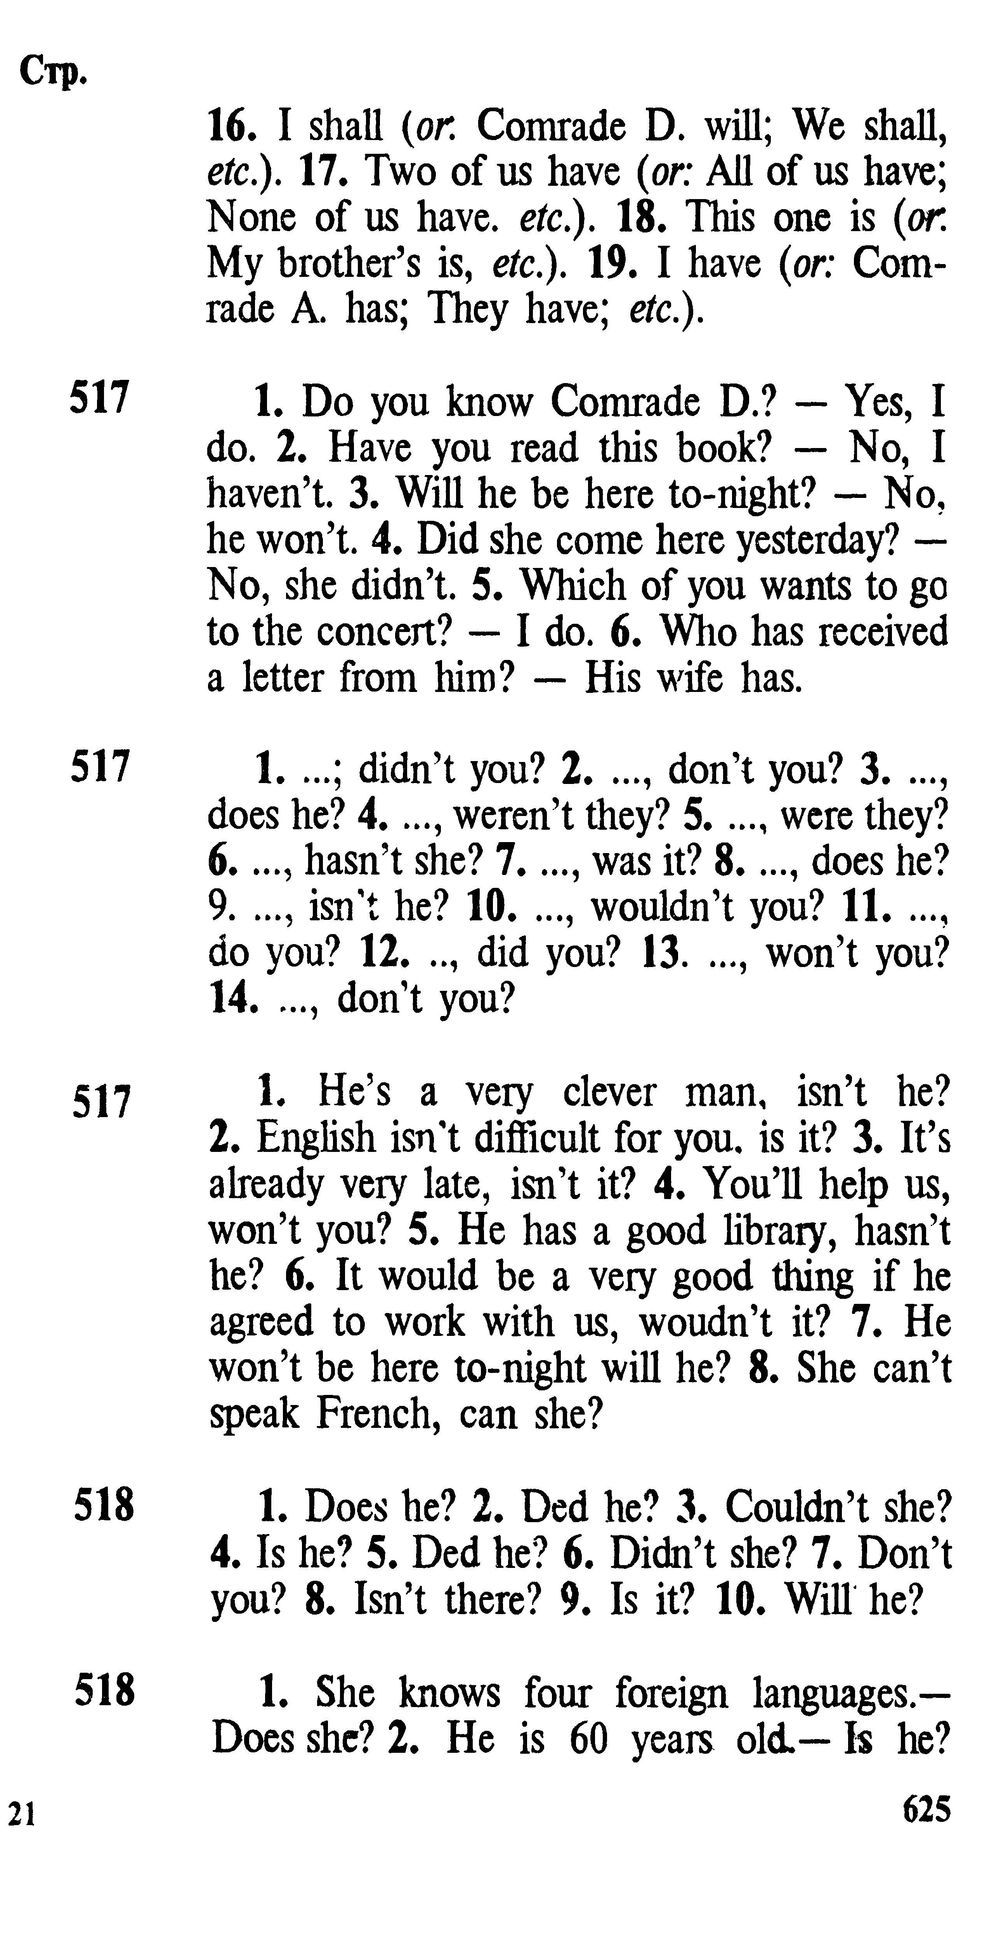 Стр.
16. I shall (or: Comrade D. will; We shall,
etc.). 17. Two of us have (or: All of us have;
None of us have. etc.). 18. This one is (or:
My brother's is, etc.). 19. I have (or: Com-
rade A. has; They have; etc.).
517 1. Do you know Comrade D.? — Yes, I
do. 2. Have you read this book? — No, I
haven't. 3. Will he be here to-night? — No,
he won't. 4. Did she come here yesterday? —
No, she didn't. 5. Which of you wants to go
to the concert? — I do. 6. Who has received
a letter from him? — His wife has.
517 1. ...; didn't you? 2. ..., don't you? 3. ...,
does he? 4. ..., weren't they? 5. ..., were they?
6. ..., hasn't she? 7. ..., was it? 8. ..., does he?
9. ..., isn't he? 10. ..., wouldn't you? 11. ...,
do you? 12. .., did you? 13. ..., won't you?
14. ..., don't you?
517 1. He's a very clever man, isn't he?
2. English isn't difficult for you, is it? 3. It's
already very late, isn't it? 4. You'll help us,
won't you? 5. He has a good library, hasn't
he? 6. It would be a very good thing if he
agreed to work with us, woudn't it? 7. He
won't be here to-night will he? 8. She can't
speak French, can she?
518 1. Does he? 2. Ded he? 3. Couldn't she?
4. Is he? 5. Ded he? 6. Didn't she? 7. Don't
you? 8. Isn't there? 9. Is it? 10. Will he?
518 1. She knows four foreign languages.—
Does she? 2. He is 60 years old.— Is he?
21 625